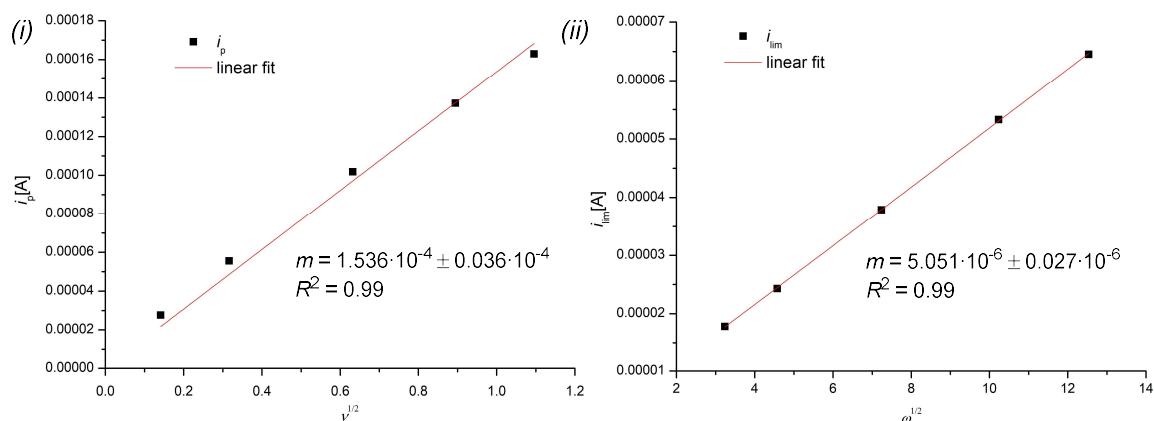 (i)
i_p
linear fit
0.00018
0.00016
0.00014
0.00012
0.00010
0.00008
0.00006
0.00004
0.00002
0.00000
i_p[A]
m = 1.536·10⁻⁴ ± 0.036·10⁻⁴
R² = 0.99
0.0 0.2 0.4 0.6 0.8 1.0 1.2
ν^1/2
(ii)
i_lim
linear fit
0.00007
0.00006
0.00005
0.00004
0.00003
0.00002
0.00001
i_lim[A]
m = 5.051·10⁻⁶ ± 0.027·10⁻⁶
R² = 0.99
2 4 6 8 10 12 14
ω^1/2